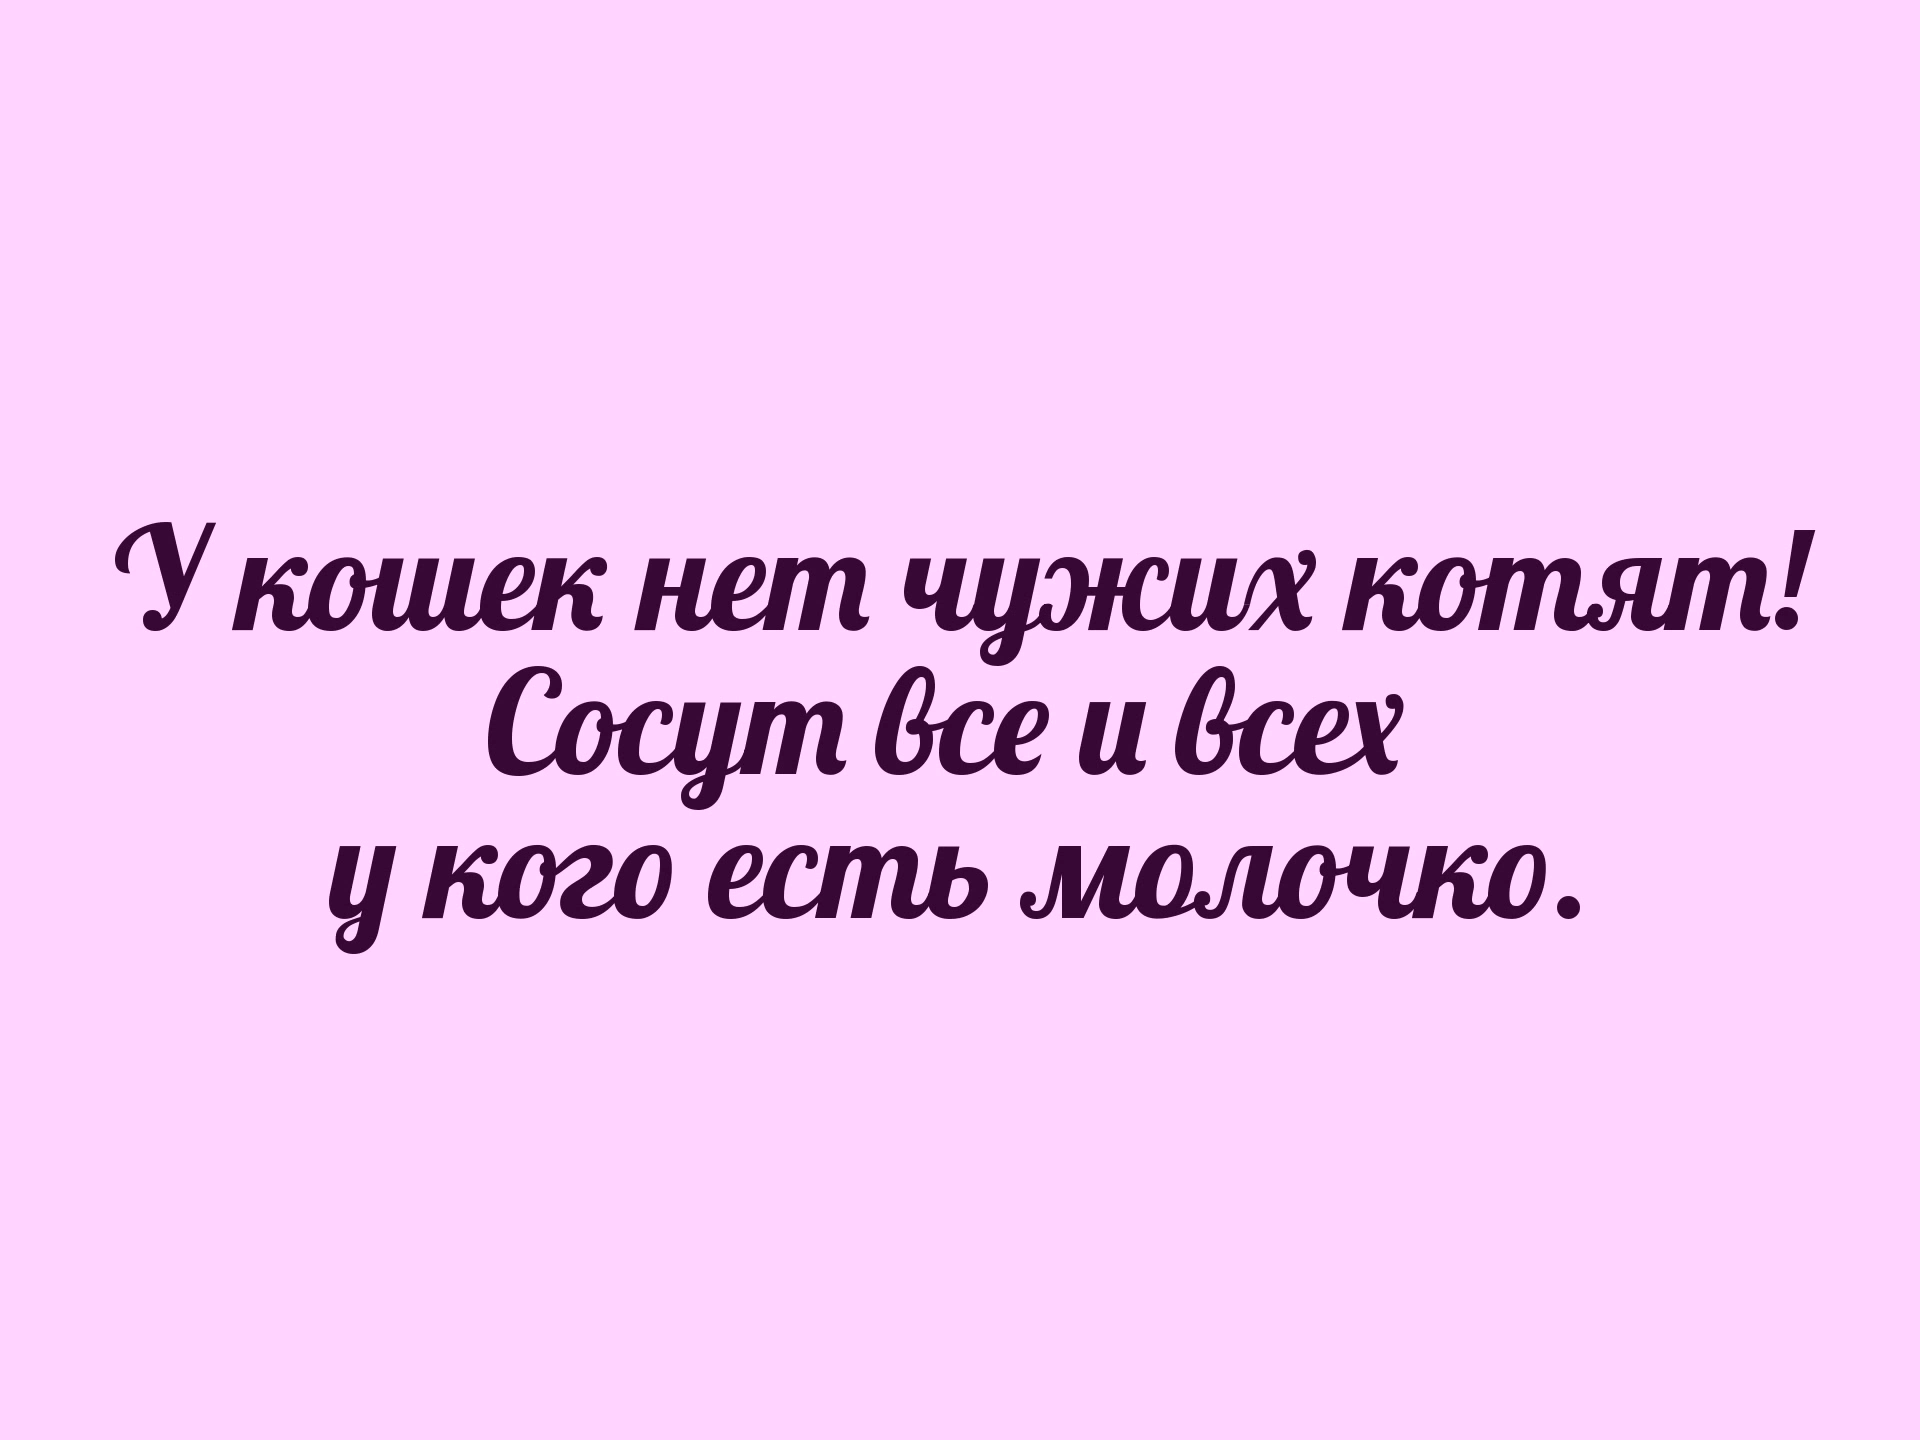 У кошек нет чужих котят!
Сосут все и всех
у кого есть молочко.